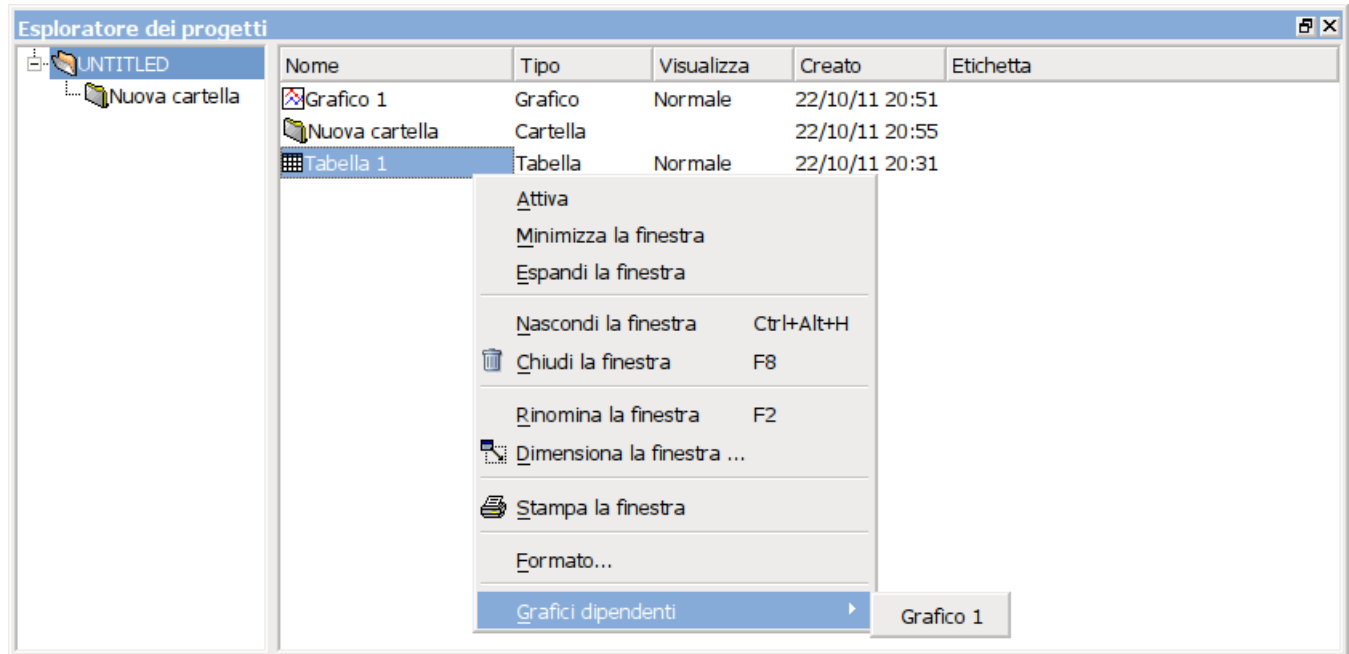 Esploratore dei progetti
UNTITLED
Nuova cartella
Nome Tipo Visualizza Creato Etichetta
Grafico 1 Grafico Normale 22/10/11 20:51
Nuova cartella Cartella 22/10/11 20:55
Tabella 1 Tabella Normale 22/10/11 20:31
Attiva
Minimizza la finestra
Espandi la finestra
Nascondi la finestra Ctrl+Alt+H
Chiudi la finestra F8
Rinomina la finestra F2
Dimensiona la finestra ...
Stampa la finestra
Formato...
Grafici dipendenti
Grafico 1